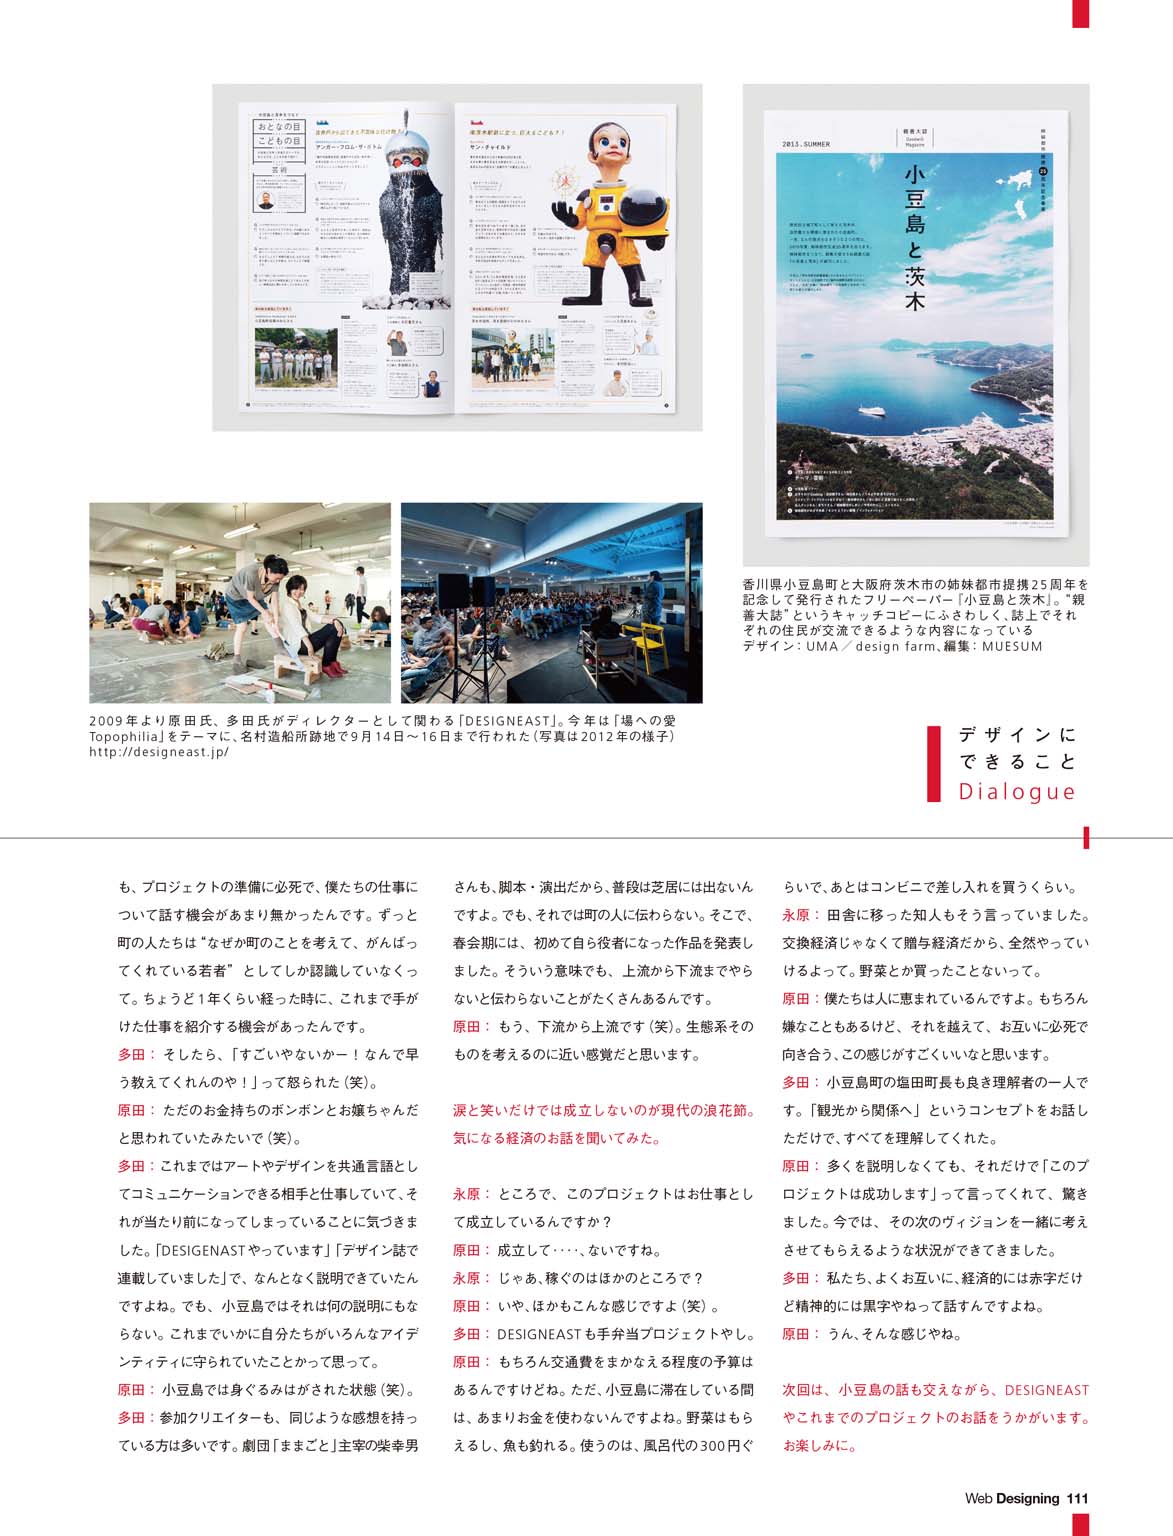 おとなの目
こどもの目
芸術
アンガー・フロム・ザ・ボトム
南茨木駅前に立つ、巨大なこども？！
サン・チャイルド
2013.SUMMER
親善大誌
Goodwill
Magazine
小豆島と茨木
香川県小豆島町と大阪府茨木市の姉妹都市提携25周年を
記念して発行されたフリーペーパー『小豆島と茨木』。“親
善大誌”というキャッチコピーにふさわしく、誌上でそれ
ぞれの住民が交流できるような内容になっている
デザイン：UMA／design farm、編集：MUESUM
2009年より原田氏、多田氏がディレクターとして関わる「DESIGNEAST」。今年は「場への愛
Topophilia」をテーマに、名村造船所跡地で9月14日〜16日まで行われた（写真は2012年の様子）
http://designeast.jp/
デザインに
できること
Dialogue
も、プロジェクトの準備に必死で、僕たちの仕事に
ついて話す機会があまり無かったんです。ずっと
町の人たちは“なぜか町のことを考えて、がんばっ
てくれている若者”としてしか認識していなくっ
て。ちょうど1年くらい経った時に、これまで手が
けた仕事を紹介する機会があったんです。
多田：そしたら、「すごいやないかー！なんで早
う教えてくれんのや！」って怒られた（笑）。
原田：ただのお金持ちのボンボンとお嬢ちゃんだ
と思われていたみたいで（笑）。
多田：これまではアートやデザインを共通言語とし
てコミュニケーションできる相手と仕事していて、そ
れが当たり前になってしまっていることに気づきま
した。「DESIGENASTやっています」「デザイン誌で
連載していました」で、なんとなく説明できていたん
ですよね。でも、小豆島ではそれは何の説明にもな
らない。これまでいかに自分たちがいろんなアイデ
ンティティに守られていたことかって思って。
原田：小豆島では身ぐるみはがされた状態（笑）。
多田：参加クリエイターも、同じような感想を持っ
ている方は多いです。劇団「ままごと」主宰の柴幸男
さんも、脚本・演出だから、普段は芝居には出ないん
ですよ。でも、それでは町の人に伝わらない。そこで、
春会期には、初めて自ら役者になった作品を発表し
ました。そういう意味でも、上流から下流までやら
ないと伝わらないことがたくさんあるんです。
原田：もう、下流から上流です（笑）。生態系その
ものを考えるのに近い感覚だと思います。
涙と笑いだけでは成立しないのが現代の浪花節。
気になる経済のお話を聞いてみた。
永原：ところで、このプロジェクトはお仕事とし
て成立しているんですか？
原田：成立して‥‥、ないですね。
永原：じゃあ、稼ぐのはほかのところで？
原田：いや、ほかもこんな感じですよ（笑）。
多田：DESIGNEASTも手弁当プロジェクトやし。
原田：もちろん交通費をまかなえる程度の予算は
あるんですけどね。ただ、小豆島に滞在している間
は、あまりお金を使わないんですよね。野菜はもら
えるし、魚も釣れる。使うのは、風呂代の300円ぐ
らいで、あとはコンビニで差し入れを買うくらい。
永原：田舎に移った知人もそう言っていました。
交換経済じゃなくて贈与経済だから、全然やってい
けるよって。野菜とか買ったことないって。
原田：僕たちは人に恵まれているんですよ。もちろん
嫌なこともあるけど、それを越えて、お互いに必死で
向き合う、この感じがすごくいいなと思います。
多田：小豆島町の塩田町長も良き理解者の一人で
す。「観光から関係へ」というコンセプトをお話し
ただけで、すべてを理解してくれた。
原田：多くを説明しなくても、それだけで「このプ
ロジェクトは成功します」って言ってくれて、驚き
ました。今では、その次のヴィジョンを一緒に考え
させてもらえるような状況ができてきました。
多田：私たち、よくお互いに、経済的には赤字だけ
ど精神的には黒字やねって話すんですよね。
原田：うん、そんな感じやね。
次回は、小豆島の話も交えながら、DESIGNEAST
やこれまでのプロジェクトのお話をうかがいます。
お楽しみに。
Web Designing 111